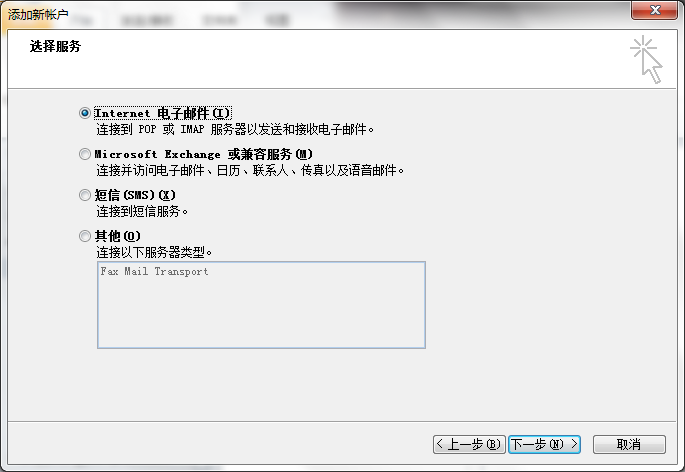 添加新帐户
选择服务
Internet 电子邮件(I)
连接到 POP 或 IMAP 服务器以发送和接收电子邮件。
Microsoft Exchange 或兼容服务(M)
连接并访问电子邮件、日历、联系人、传真以及语音邮件。
短信(SMS)(X)
连接到短信服务。
其他(O)
连接以下服务器类型。
Fax Mail Transport
< 上一步(B) 下一步(N) > 取消